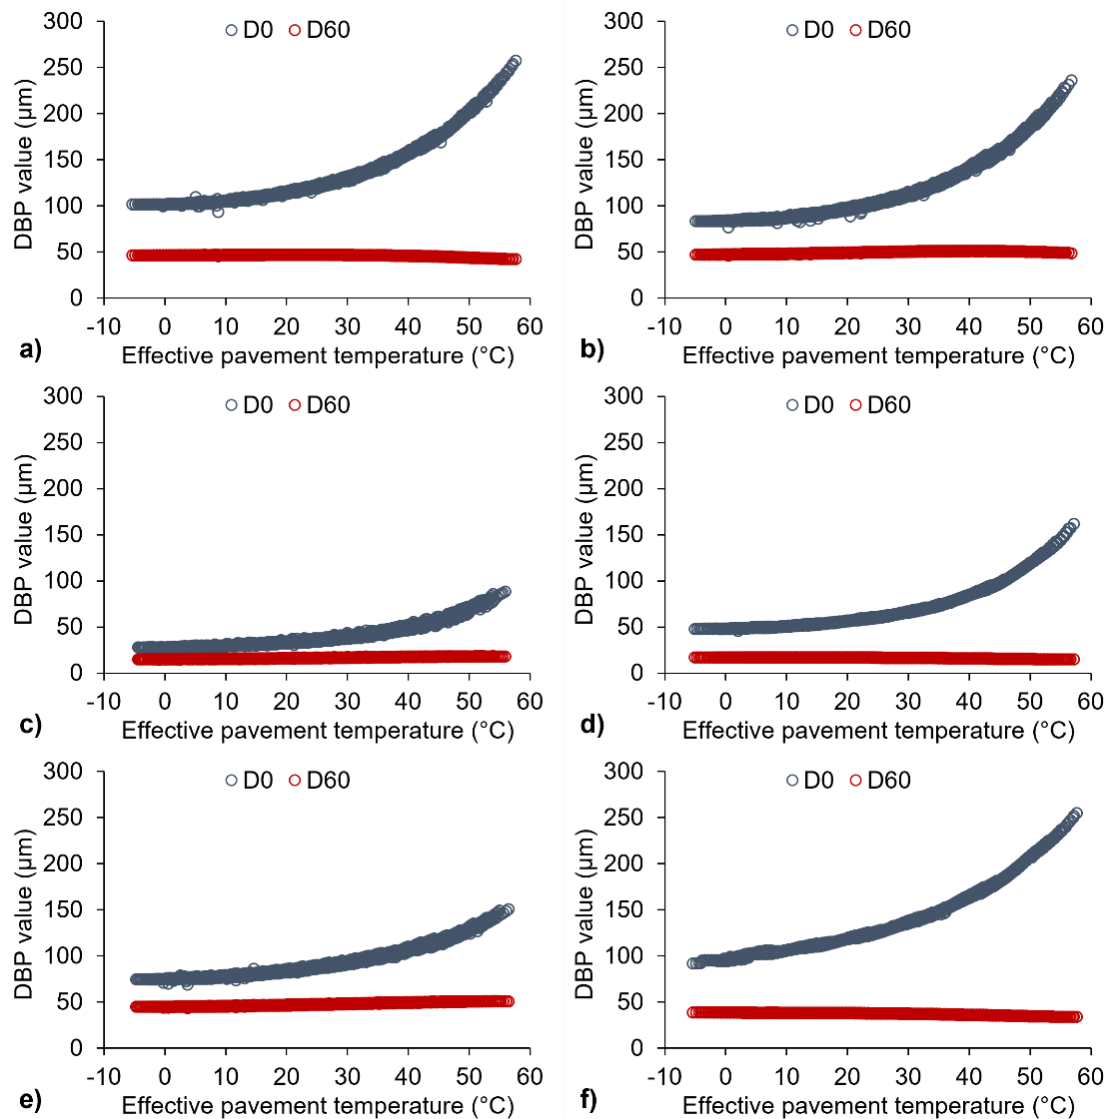 300
250
200
150
100
50
0
DBP value (µm)
D0 D60
-10 0 10 20 30 40 50 60
a) Effective pavement temperature (°C)
300
250
200
150
100
50
0
DBP value (µm)
D0 D60
-10 0 10 20 30 40 50 60
b) Effective pavement temperature (°C)
300
250
200
150
100
50
0
DBP value (µm)
D0 D60
-10 0 10 20 30 40 50 60
c) Effective pavement temperature (°C)
300
250
200
150
100
50
0
DBP value (µm)
D0 D60
-10 0 10 20 30 40 50 60
d) Effective pavement temperature (°C)
300
250
200
150
100
50
0
DBP value (µm)
D0 D60
-10 0 10 20 30 40 50 60
e) Effective pavement temperature (°C)
300
250
200
150
100
50
0
DBP value (µm)
D0 D60
-10 0 10 20 30 40 50 60
f) Effective pavement temperature (°C)